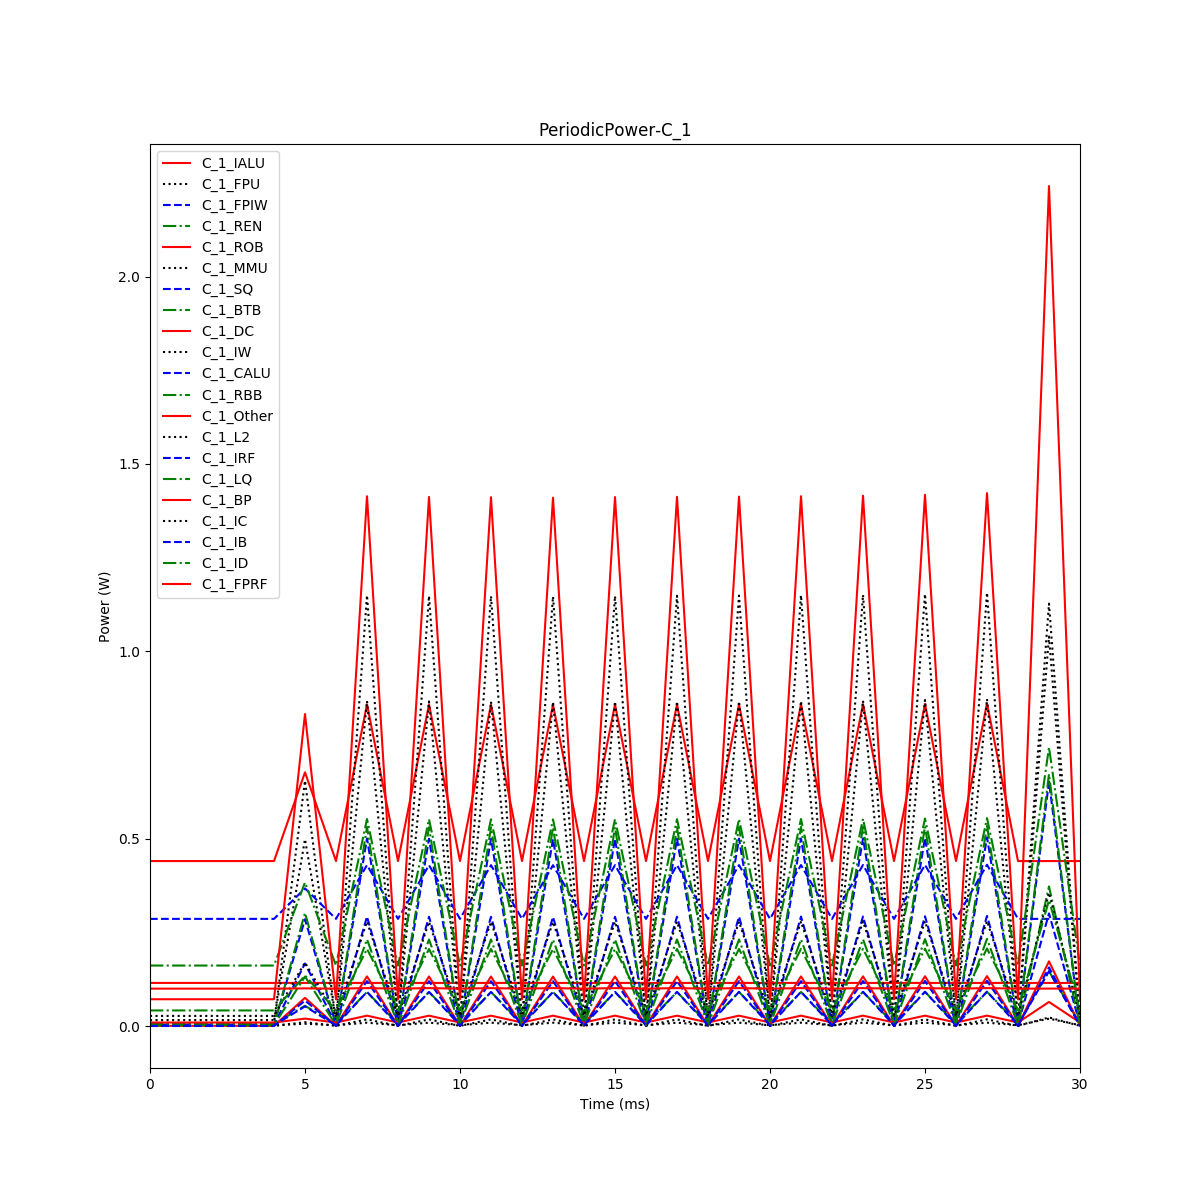 PeriodicPower-C_1
C_1_IALU
C_1_FPU
C_1_FPIW
C_1_REN
C_1_ROB
C_1_MMU
C_1_SQ
C_1_BTB
C_1_DC
C_1_IW
C_1_CALU
C_1_RBB
C_1_Other
C_1_L2
C_1_IRF
C_1_LQ
C_1_BP
C_1_IC
C_1_IB
C_1_ID
C_1_FPRF
2.0
1.5
1.0
0.5
0.0
Power (W)
0 5 10 15 20 25 30
Time (ms)